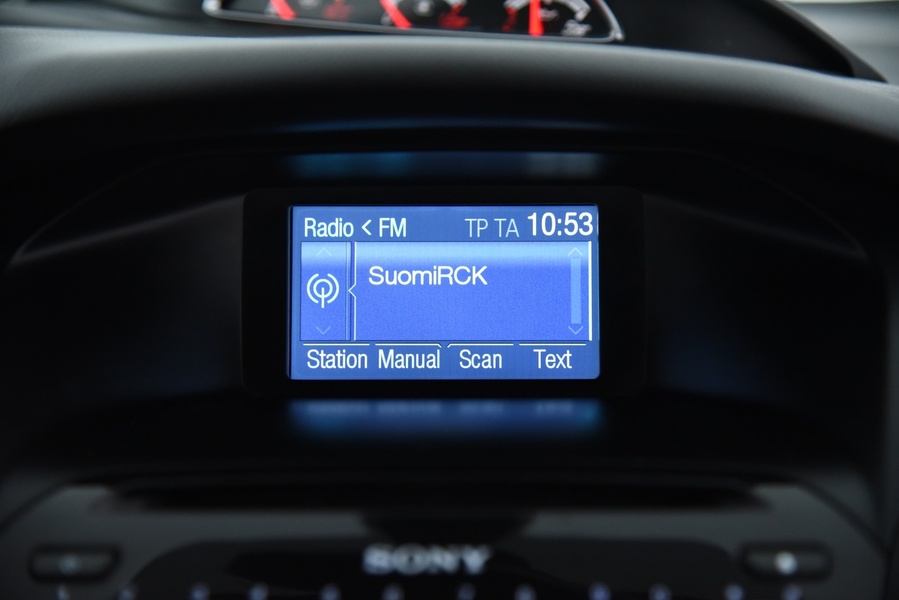 Radio < FM TP TA 10:53
SuomiRCK
Station Manual Scan Text
SONY